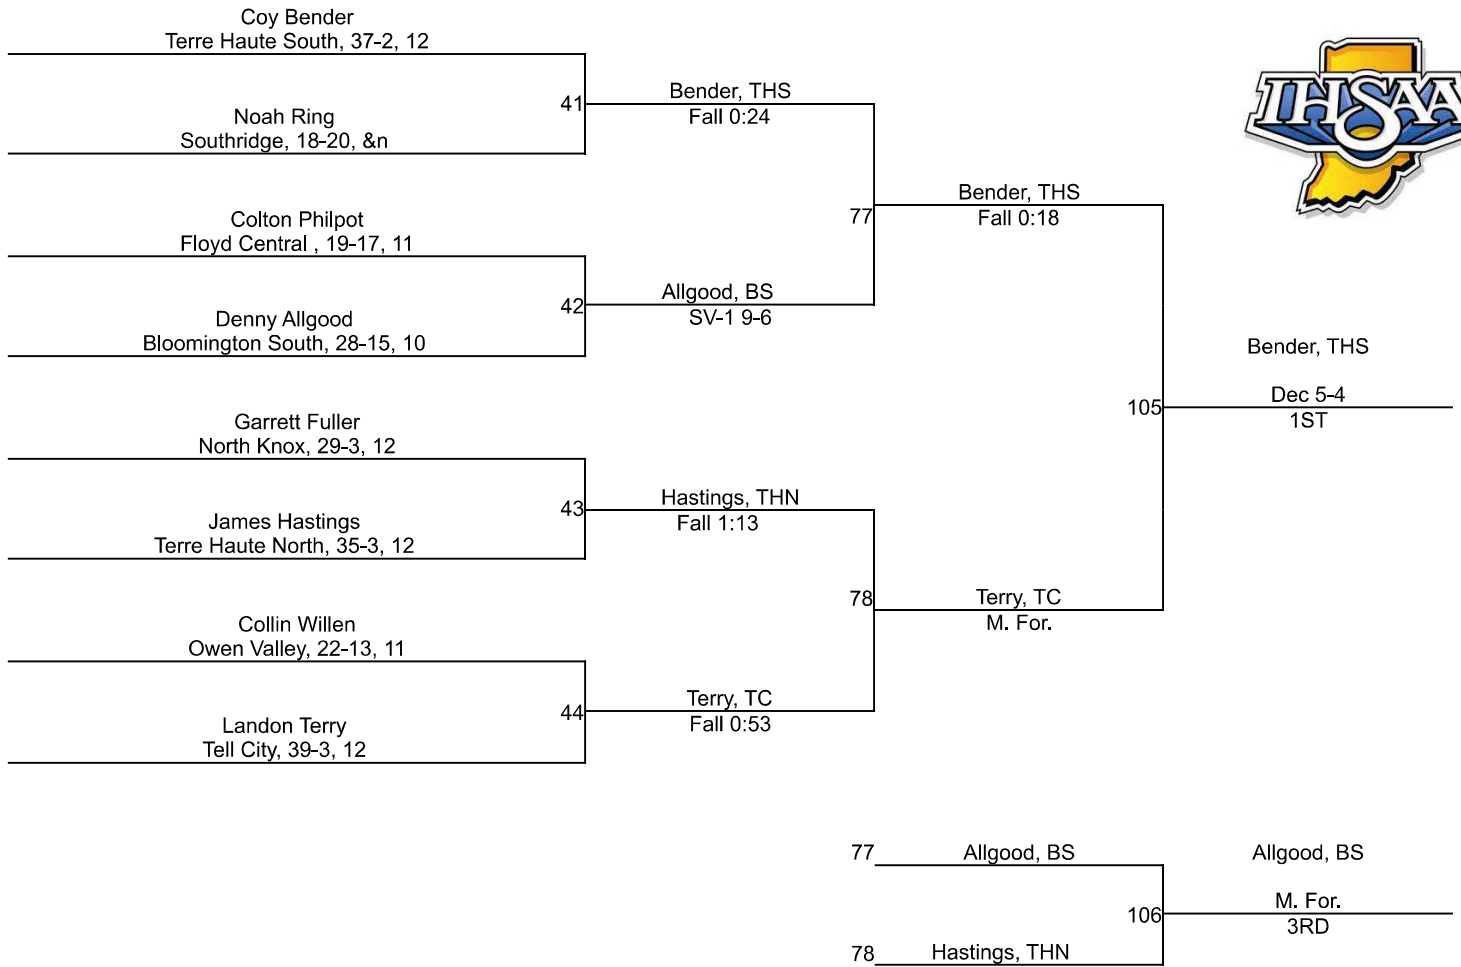 Coy Bender
Terre Haute South, 37-2, 12
Noah Ring
Southridge, 18-20, &n
Colton Philpot
Floyd Central , 19-17, 11
Denny Allgood
Bloomington South, 28-15, 10
Garrett Fuller
North Knox, 29-3, 12
James Hastings
Terre Haute North, 35-3, 12
Collin Willen
Owen Valley, 22-13, 11
Landon Terry
Tell City, 39-3, 12
41
Bender, THS
Fall 0:24
42
Allgood, BS
SV-1 9-6
43
Hastings, THN
Fall 1:13
44
Terry, TC
Fall 0:53
77
Bender, THS
Fall 0:18
78
Terry, TC
M. For.
105
Bender, THS
Dec 5-4
1ST
77
Allgood, BS
78
Hastings, THN
106
Allgood, BS
M. For.
3RD
IHSAA